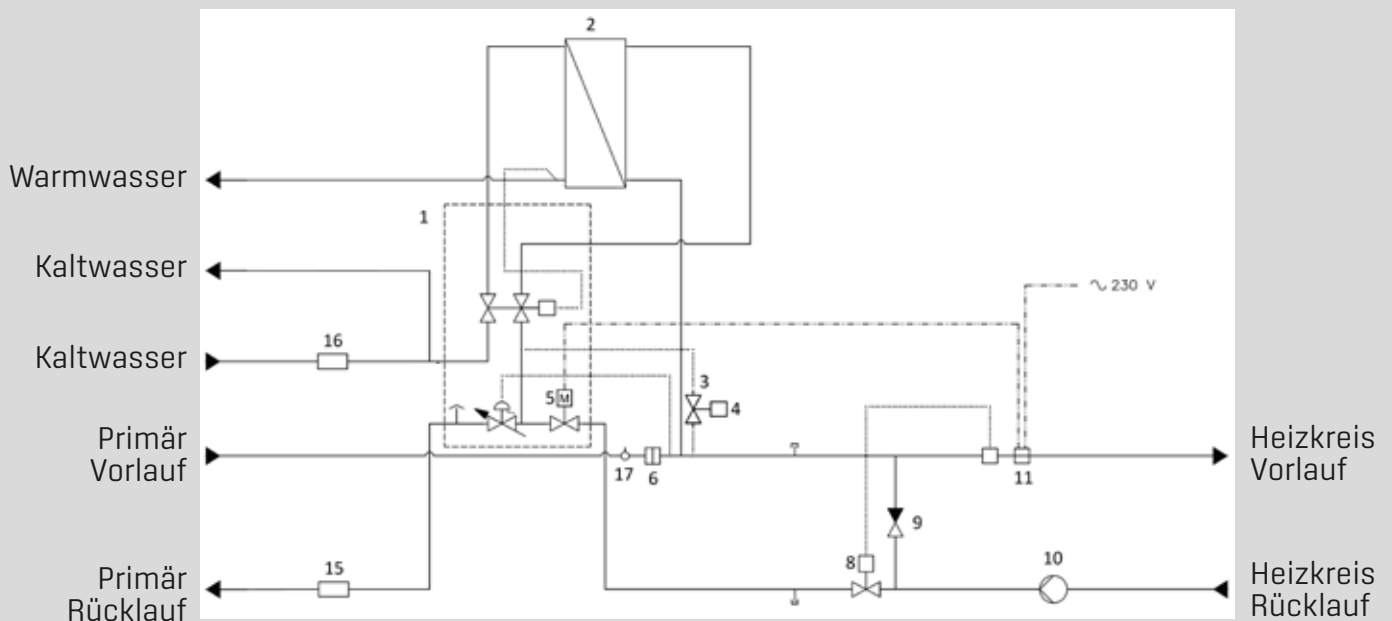 2
Warmwasser
1
Kaltwasser
~ 230 V
16
Kaltwasser
3
5 M
4
Primär
Vorlauf
17
6
11
Heizkreis
Vorlauf
9
15
8
10
Primär
Rücklauf
Heizkreis
Rücklauf